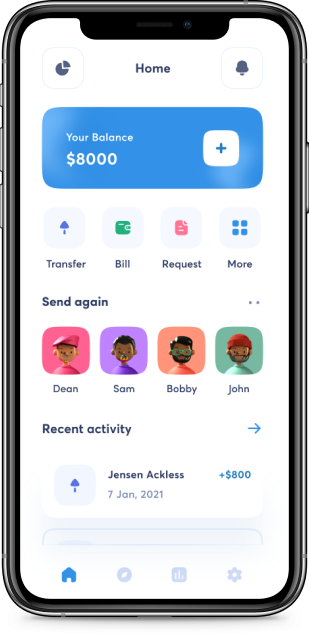 Home
Your Balance
$8000
Transfer Bill Request More
Send again
Dean Sam Bobby John
Recent activity
Jensen Ackless +$800
7 Jan, 2021